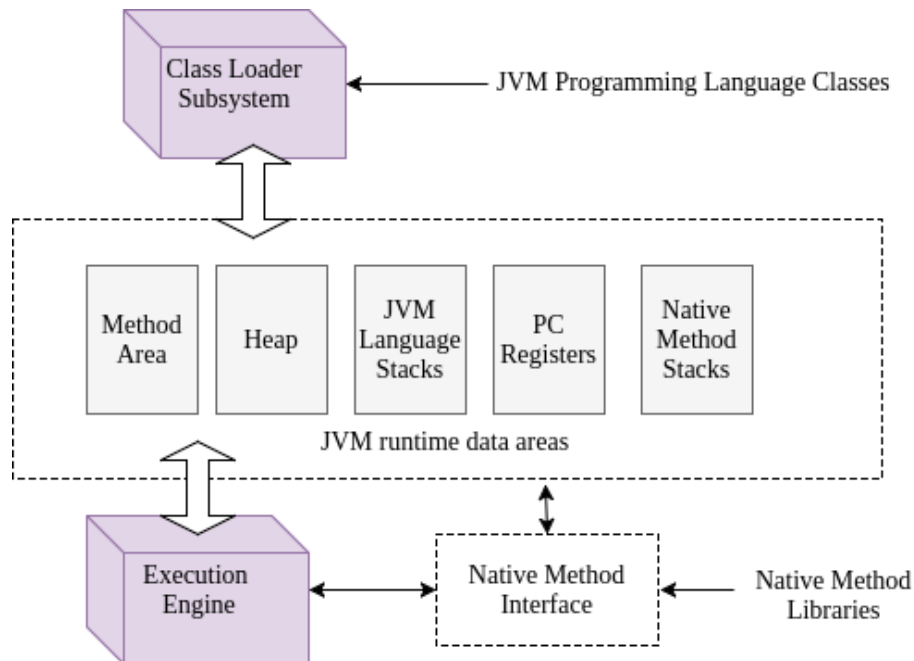 Class Loader
Subsystem
JVM Programming Language Classes
Method
Area
Heap
JVM
Language
Stacks
PC
Registers
Native
Method
Stacks
JVM runtime data areas
Execution
Engine
Native Method
Interface
Native Method
Libraries